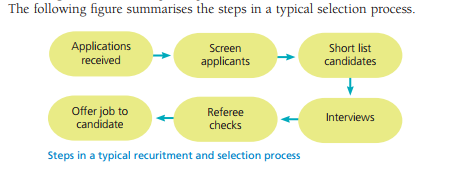 The following figure summarises the steps in a typical selection process.
Applications
received
Screen
applicants
Short list
candidates
Offer job to
candidate
Referee
checks
Interviews
Steps in a typical recuritment and selection process